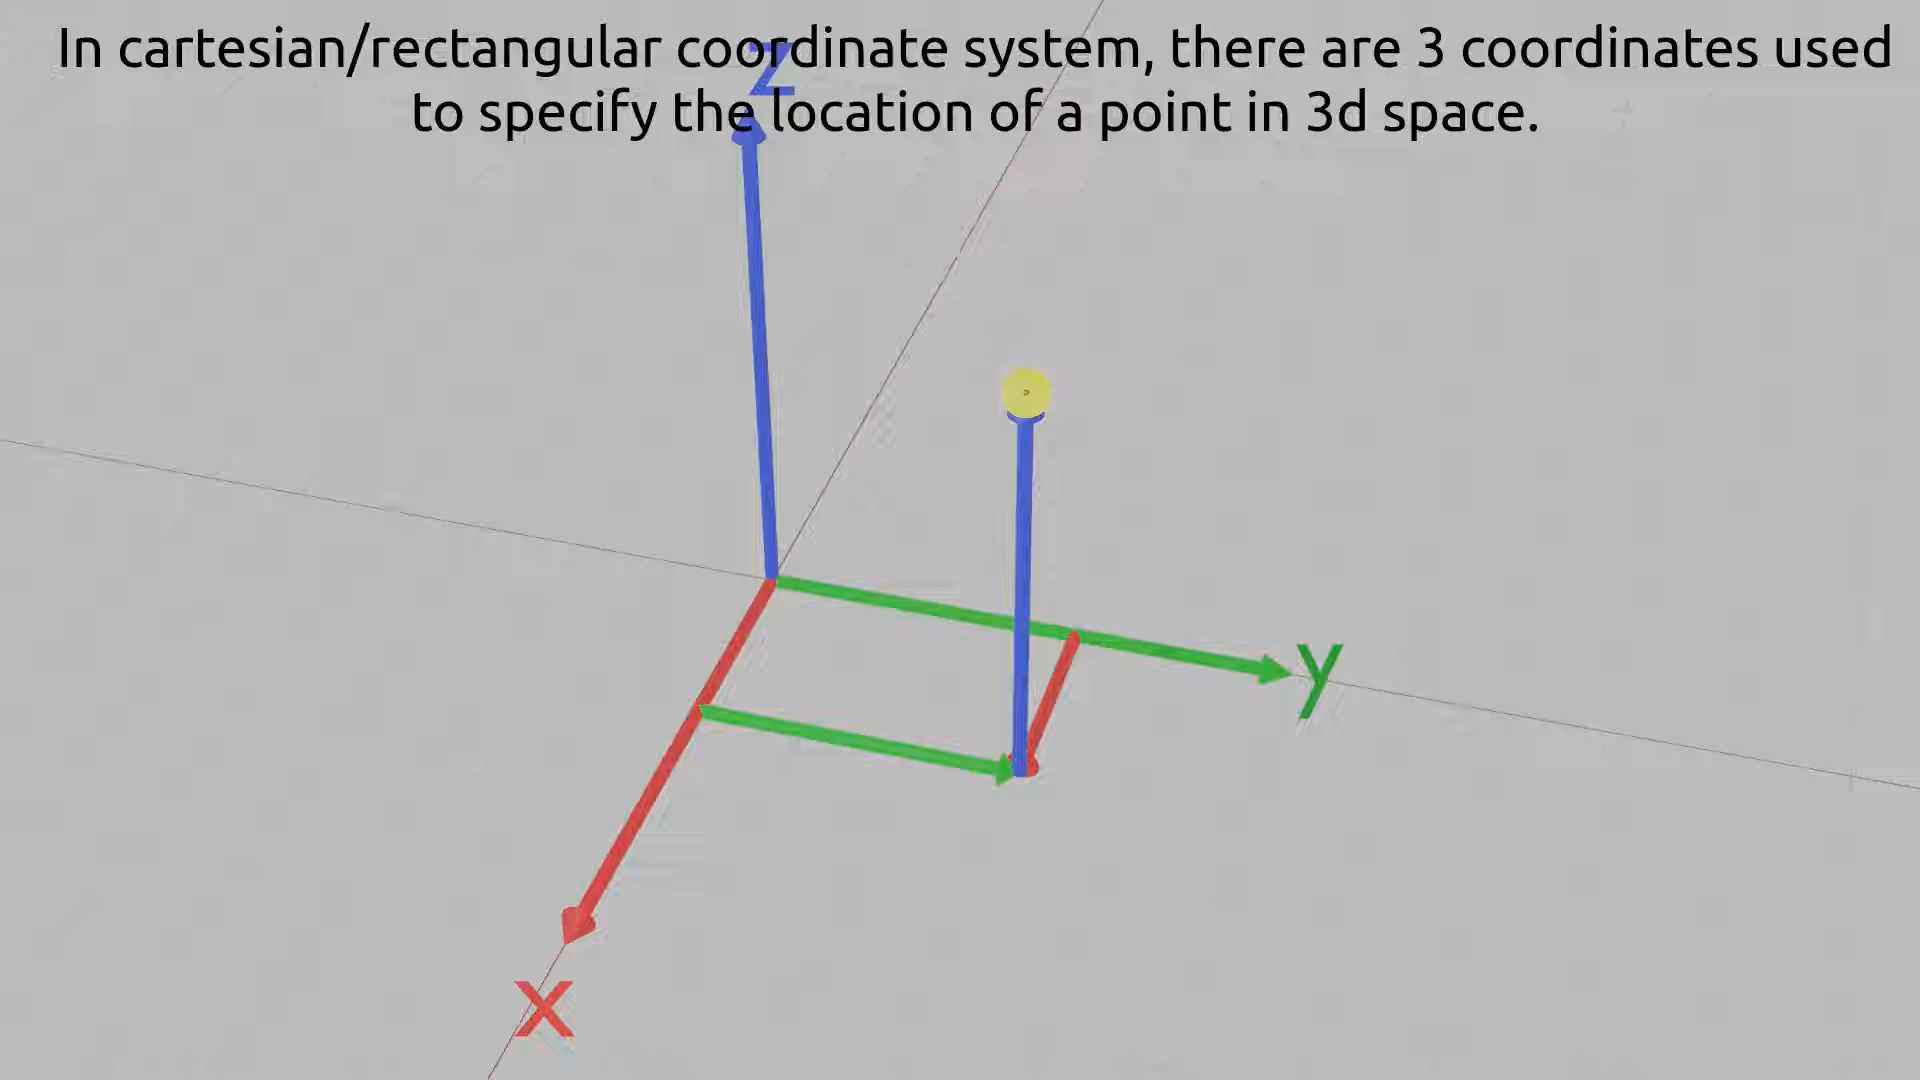 In cartesian/rectangular coordinate system, there are 3 coordinates used
to specify the location of a point in 3d space.
Z
y
X